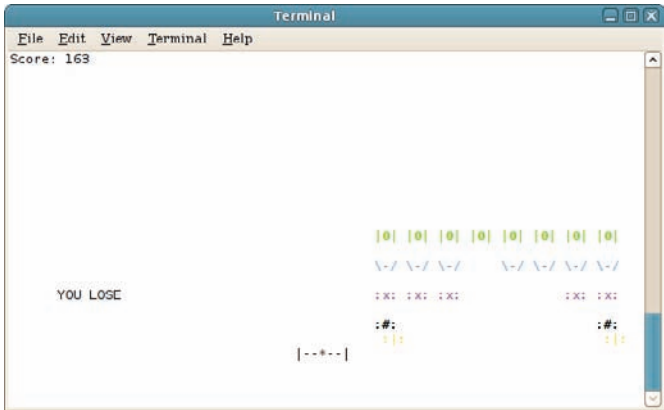 Terminal
File Edit View Terminal Help
Score: 163
|0| |0| |0| |0| |0| |0| |0| |0|
\-/ \-/ \-/ \-/ \-/ \-/ \-/
YOU LOSE :x: :x: :x: :x: :x:
:#: :#:
:|: :|:
|--*--|